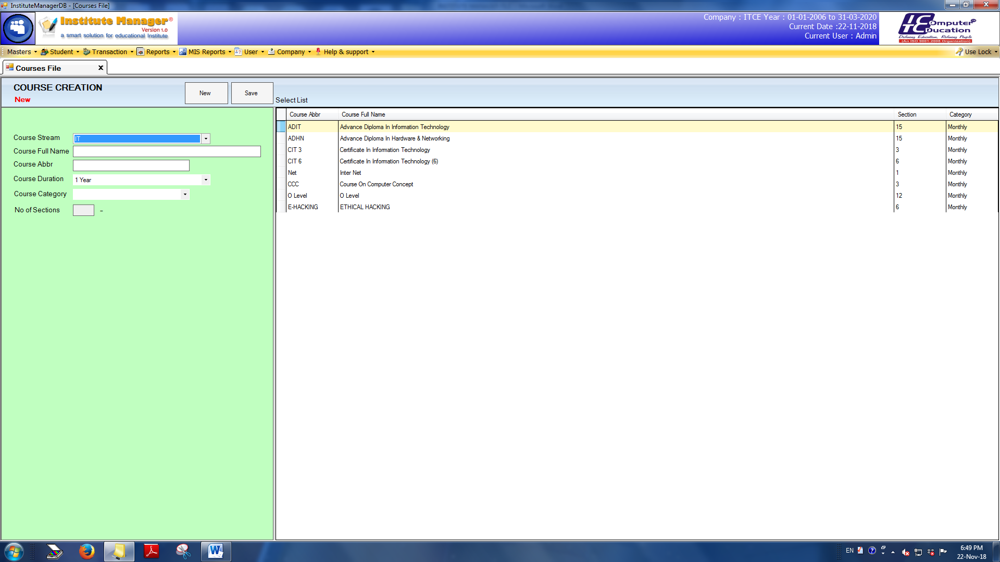 InstituteManagerDB - [Courses File]
Institute Manager®
Version 1.0
a smart solution for educational Institute
Company : ITCE Year : 01-01-2006 to 31-03-2020
Current Date :22-11-2018
Current User : Admin
ITCE Computer Education
Defining Education, Refining People
(An ISO 9001:2008 Organization)
Masters Student Transaction Reports MIS Reports User Company Help & support Use Lock
Courses File x
COURSE CREATION
New
New Save
Select List
Course Stream IT
Course Full Name
Course Abbr
Course Duration 1 Year
Course Category
No of Sections –
Course Abbr Course Full Name Section Category
ADIT Advance Diploma In Information Technology 15 Monthly
ADHN Advance Diploma In Hardware & Networking 15 Monthly
CIT 3 Certificate In Information Technology 3 Monthly
CIT 6 Certificate In Information Technology (6) 6 Monthly
Net Inter Net 1 Monthly
CCC Course On Computer Concept 3 Monthly
O Level O Level 12 Monthly
E-HACKING ETHICAL HACKING 6 Monthly
EN
6:49 PM
22-Nov-18